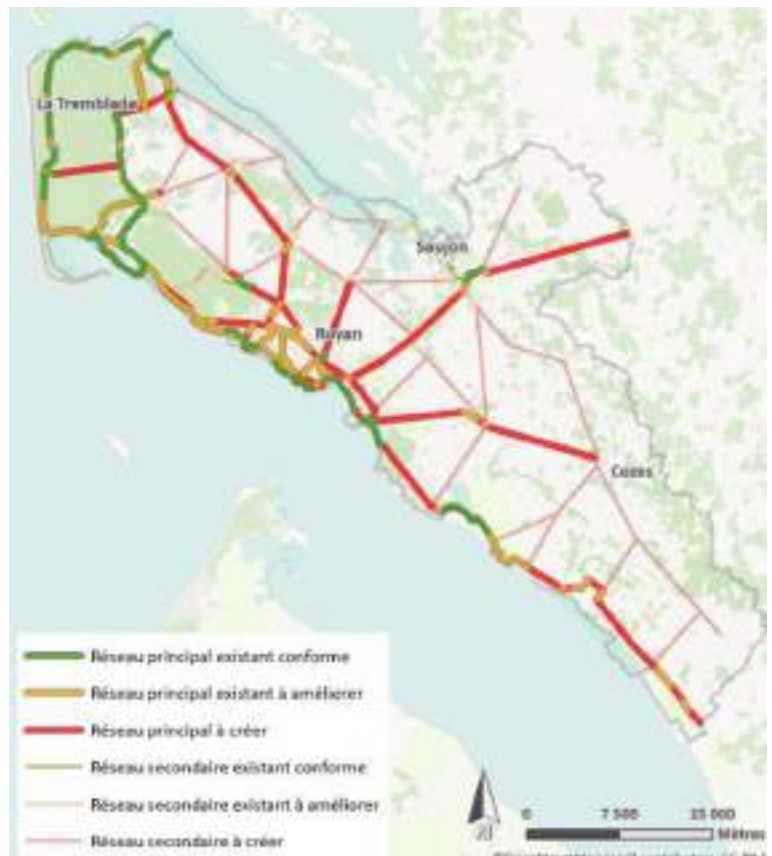 La Tremblade
Saujon
Royan
Cozes
Réseau principal existant conforme
Réseau principal existant à améliorer
Réseau principal à créer
Réseau secondaire existant conforme
Réseau secondaire existant à améliorer
Réseau secondaire à créer
0 7 500 15 000
Mètres